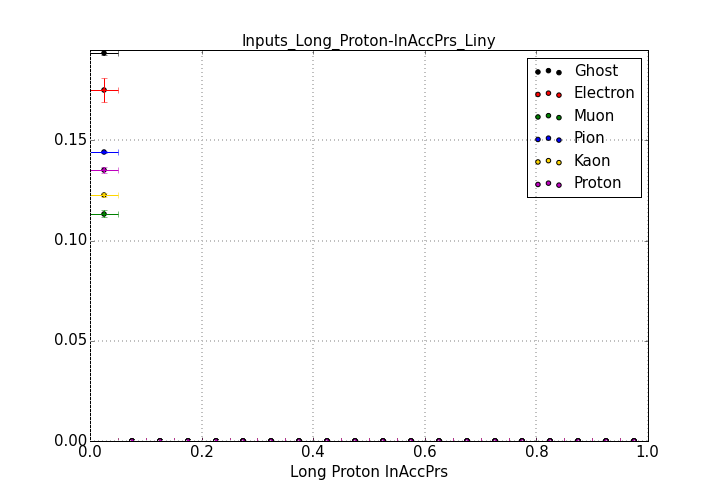 Inputs_Long_Proton-InAccPrs_Liny
Ghost
Electron
Muon
Pion
Kaon
Proton
0.15
0.10
0.05
0.00
0.0 0.2 0.4 0.6 0.8 1.0
Long Proton InAccPrs